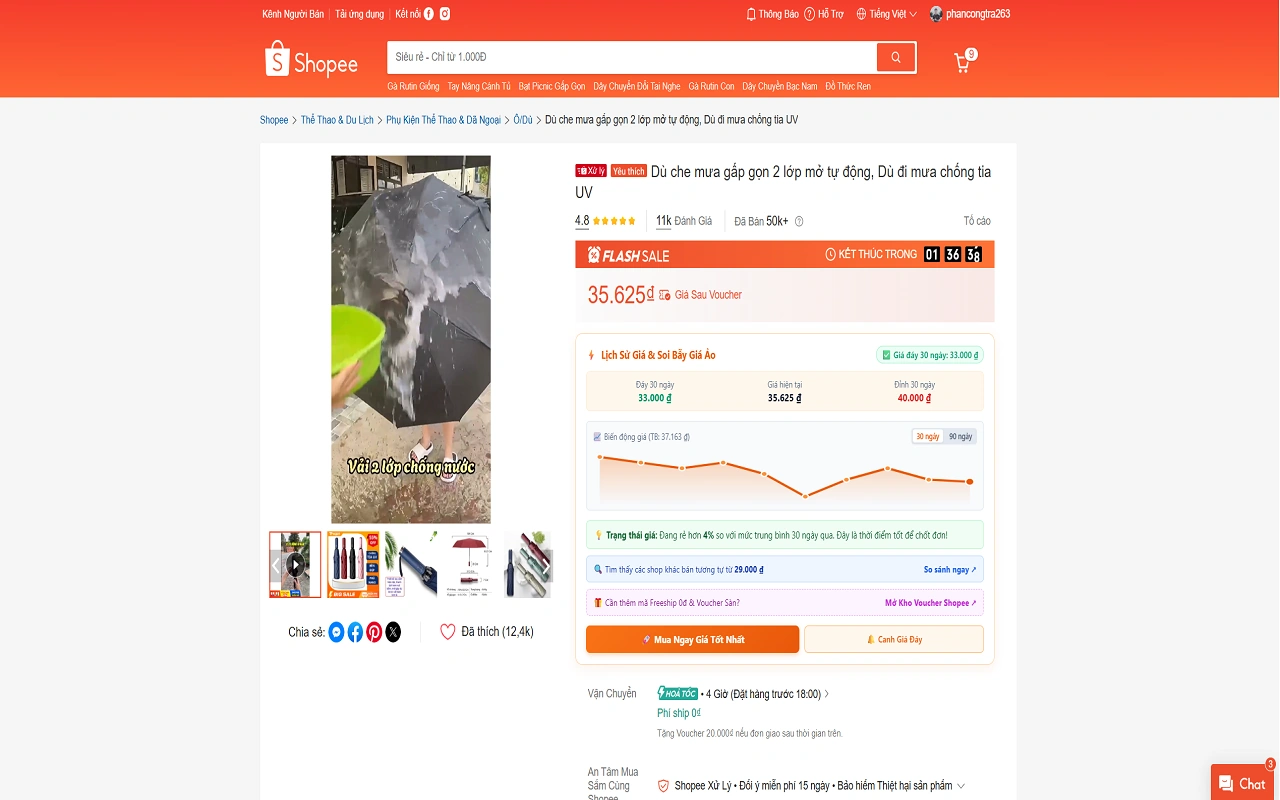 Kênh Người Bán Tải ứng dụng Kết nối
Thông Báo Hỗ Trợ Tiếng Việt phancongtra263
Shopee
Siêu rẻ - Chỉ từ 1.000Đ
9
Gà Rutin Giống Tay Nâng Cánh Tủ Bạt Picnic Gấp Gọn Dây Chuyển Đổi Tai Nghe Gà Rutin Con Dây Chuyền Bạc Nam Đồ Thức Ren
Shopee > Thể Thao & Du Lịch > Phụ Kiện Thể Thao & Dã Ngoại > Ô/Dù > Dù che mưa gấp gọn 2 lớp mở tự động, Dù đi mưa chống tia UV
Vải 2 lớp chống nước
Chia sẻ: Đã thích (12,4k)
Xử lý Yêu thích Dù che mưa gấp gọn 2 lớp mở tự động, Dù đi mưa chống tia
UV
4.8 11k Đánh Giá Đã Bán 50k+ Tố cáo
FLASH SALE KẾT THÚC TRONG 01 36
35.625₫ Giá Sau Voucher
Lịch Sử Giá & Soi Bẫy Giá Ảo Giá đáy 30 ngày: 33.000 ₫
Đáy 30 ngày Giá hiện tại Đỉnh 30 ngày
33.000 ₫ 35.625 ₫ 40.000 ₫
Biến động giá (TB: 37.163 ₫) 30 ngày 90 ngày
Trạng thái giá: Đang rẻ hơn 4% so với mức trung bình 30 ngày qua. Đây là thời điểm tốt để chốt đơn!
Tìm thấy các shop khác bán tương tự từ 29.000 ₫ So sánh ngay ↗
Cần thêm mã Freeship 0đ & Voucher Sàn? Mở Kho Voucher Shopee ↗
Mua Ngay Giá Tốt Nhất Canh Giá Đáy
Vận Chuyển HOẢ TỐC • 4 Giờ (Đặt hàng trước 18:00) >
Phí ship 0₫
Tặng Voucher 20.000₫ nếu đơn giao sau thời gian trên.
An Tâm Mua
Sắm Cùng
Shopee
Shopee Xử Lý • Đổi ý miễn phí 15 ngày • Bảo hiểm Thiệt hại sản phẩm
Chat 3